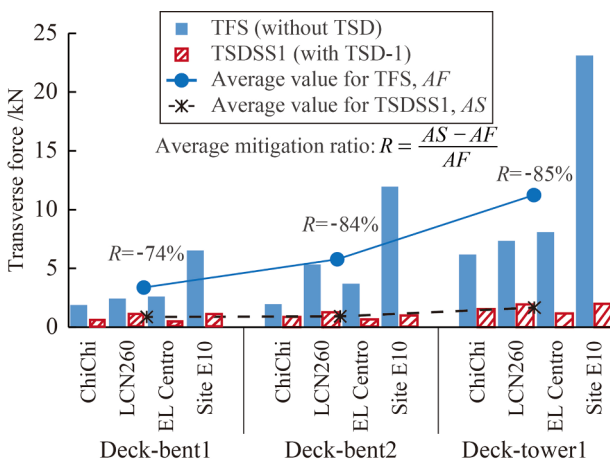 TFS (without TSD)
TSDSS1 (with TSD-1)
Average value for TFS, AF
Average value for TSDSS1, AS
Average mitigation ratio: R = (AS − AF) / AF
Transverse force /kN
25
20
15
10
5
0
R=-74%
R=-84%
R=-85%
ChiChi
LCN260
EL Centro
Site E10
ChiChi
LCN260
EL Centro
Site E10
ChiChi
LCN260
EL Centro
Site E10
Deck-bent1
Deck-bent2
Deck-tower1